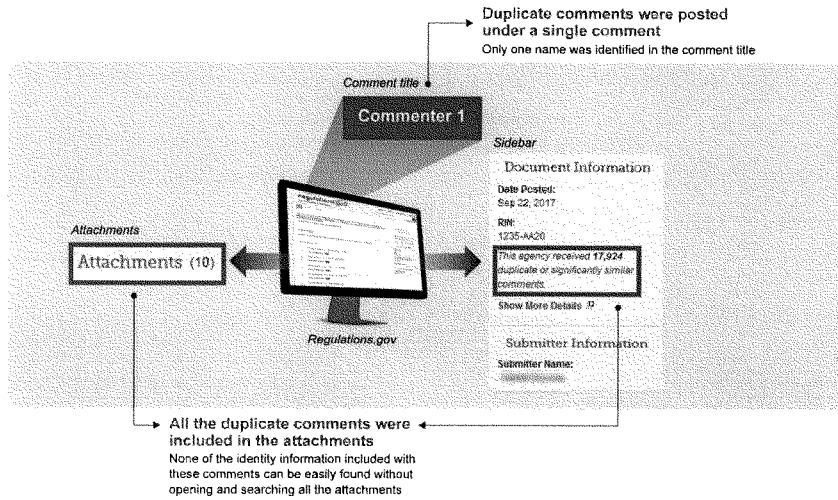 Duplicate comments were posted
under a single comment
Only one name was identified in the comment title
Comment title
Commenter 1
Sidebar
Document Information
Date Posted:
Sep 22, 2017
RIN:
1235-AA20
This agency received 17,924
duplicate or significantly similar
comments.
Show More Details
Submitter Information
Submitter Name:
Attachments
Attachments (10)
Regulations.gov
All the duplicate comments were
included in the attachments
None of the identity information included with
these comments can be easily found without
opening and searching all the attachments